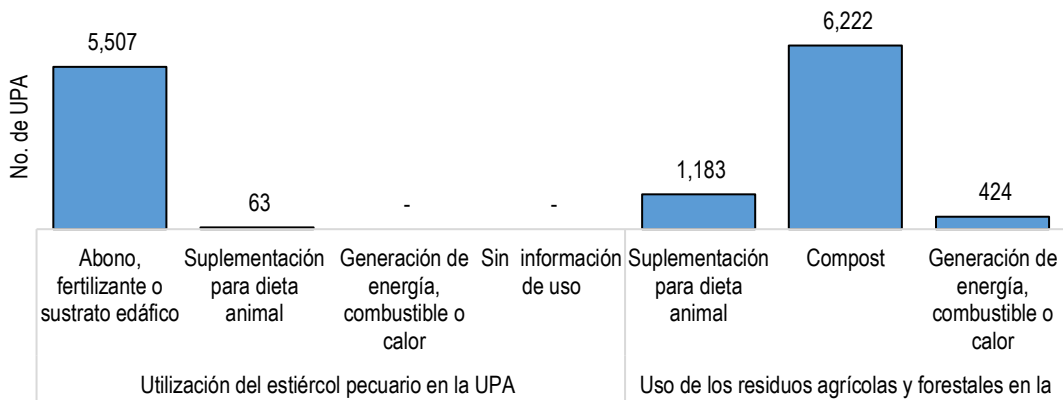 No. de UPA
5,507
63
-
-
1,183
6,222
424
Abono,
fertilizante o
sustrato edáfico
Suplementación
para dieta
animal
Generación de
energía,
combustible o
calor
Sin información
de uso
Suplementación
para dieta
animal
Compost
Generación de
energía,
combustible o
calor
Utilización del estiércol pecuario en la UPA
Uso de los residuos agrícolas y forestales en la